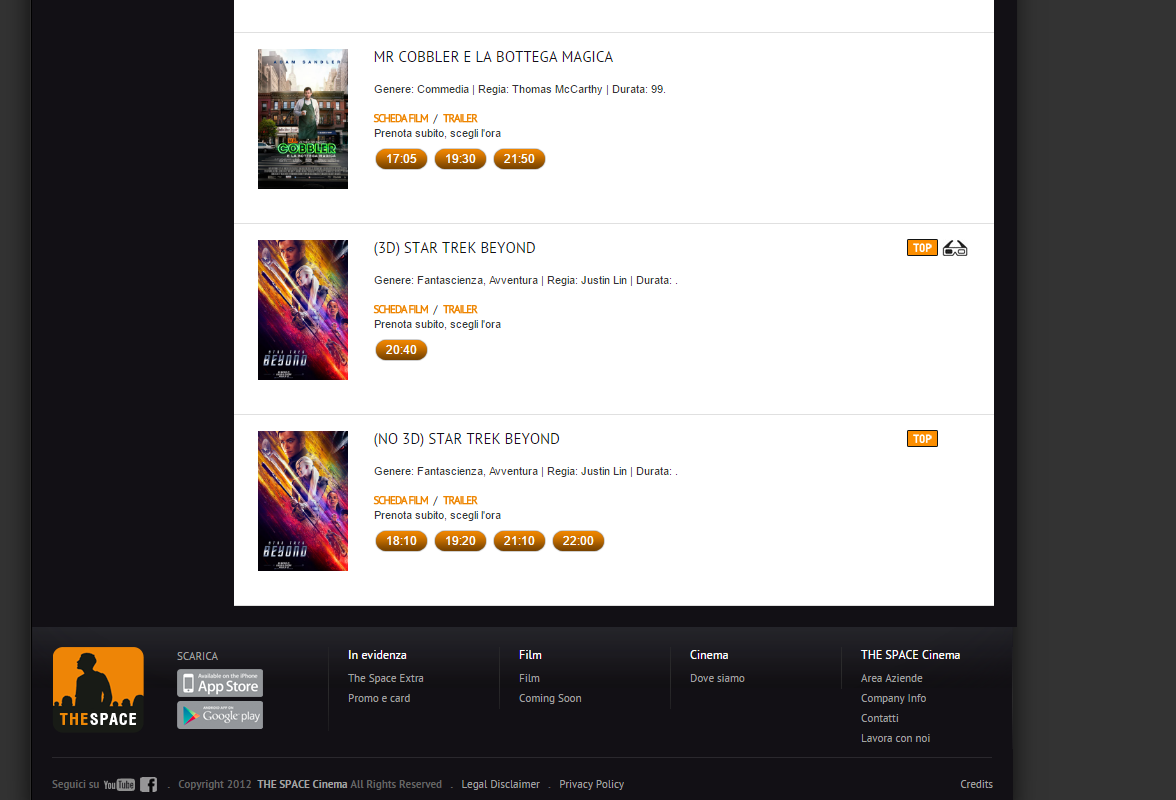 MR COBBLER E LA BOTTEGA MAGICA
ADAM SANDLER
COBBLER
E LA BOTTEGA MAGICA
Genere: Commedia | Regia: Thomas McCarthy | Durata: 99.
SCHEDA FILM / TRAILER
Prenota subito, scegli l'ora
17:05 19:30 21:50
(3D) STAR TREK BEYOND
TOP
STAR TREK
BEYOND
Genere: Fantascienza, Avventura | Regia: Justin Lin | Durata: .
SCHEDA FILM / TRAILER
Prenota subito, scegli l'ora
20:40
(NO 3D) STAR TREK BEYOND
TOP
STAR TREK
BEYOND
Genere: Fantascienza, Avventura | Regia: Justin Lin | Durata: .
SCHEDA FILM / TRAILER
Prenota subito, scegli l'ora
18:10 19:20 21:10 22:00
THESPACE
SCARICA
Available on the iPhone
App Store
ANDROID APP ON
Google play
In evidenza
The Space Extra
Promo e card
Film
Film
Coming Soon
Cinema
Dove siamo
THE SPACE Cinema
Area Aziende
Company Info
Contatti
Lavora con noi
Seguici su YouTube f . Copyright 2012 THE SPACE Cinema All Rights Reserved . Legal Disclaimer . Privacy Policy
Credits